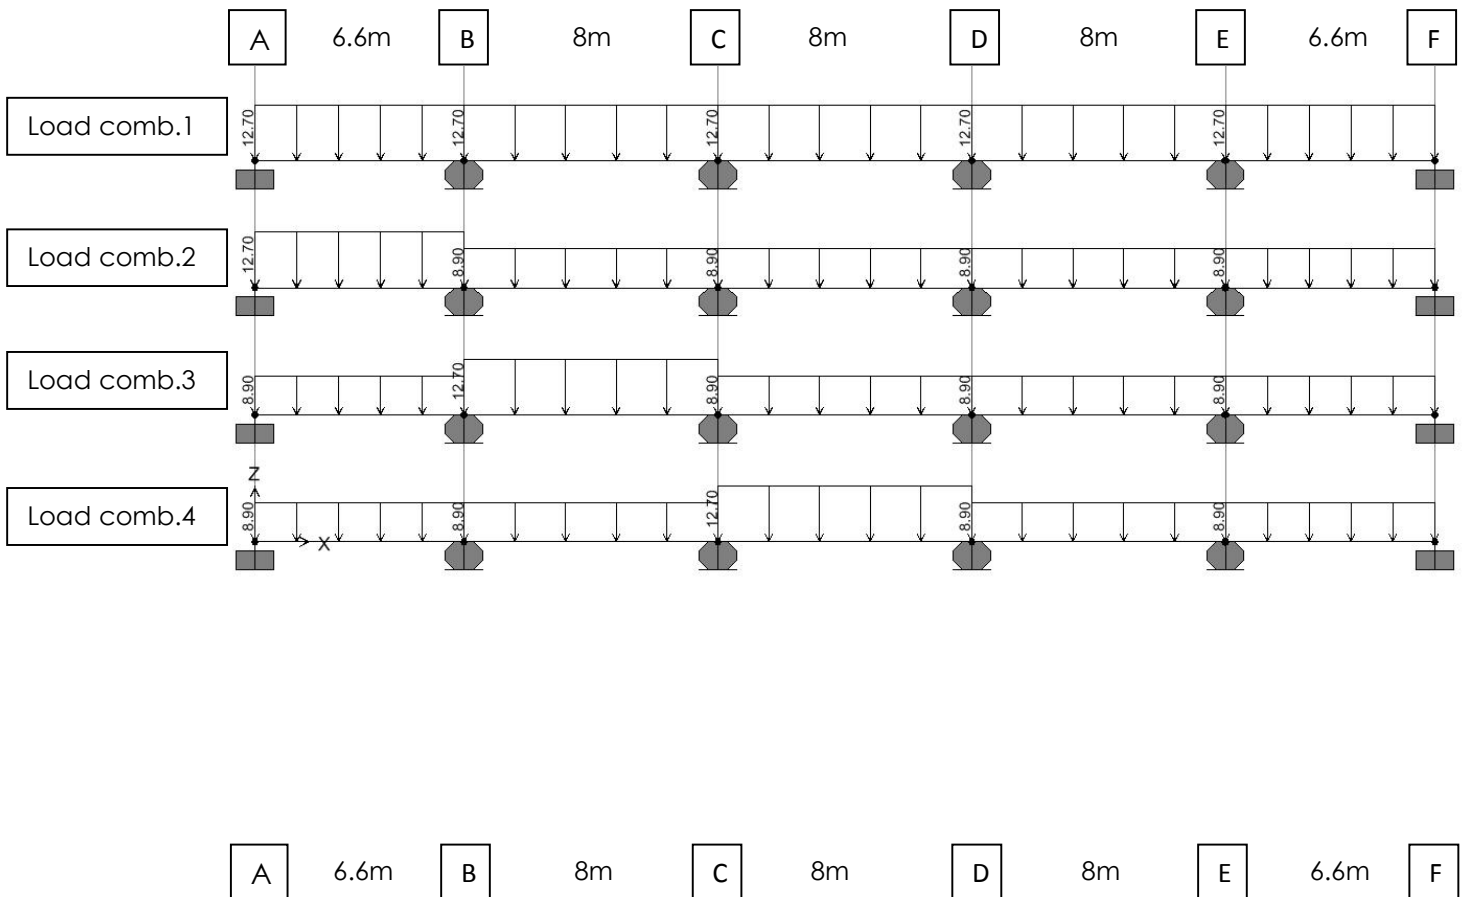 A 6.6m B 8m C 8m D 8m E 6.6m F
Load comb.1 12.70 12.70 12.70 12.70 12.70
Load comb.2 12.70 8.90 8.90 8.90 8.90
Load comb.3 8.90 12.70 8.90 8.90 8.90
Z
Load comb.4 8.90 8.90 12.70 8.90 8.90
X
A 6.6m B 8m C 8m D 8m E 6.6m F